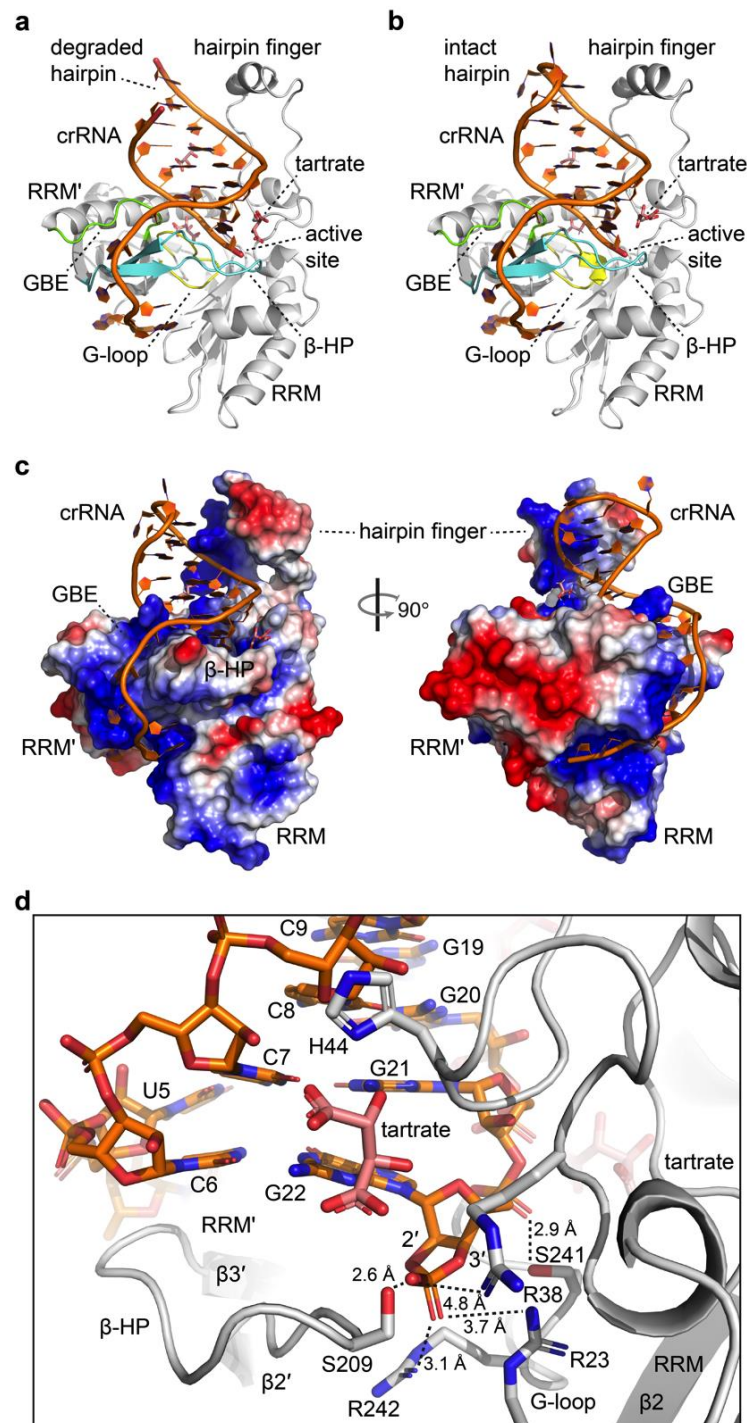 a
degraded
hairpin
hairpin finger
crRNA
tartrate
RRM'
active
site
GBE
G-loop
β-HP
RRM
b
intact
hairpin
hairpin finger
crRNA
tartrate
RRM'
active
site
GBE
G-loop
β-HP
RRM
c
crRNA
hairpin finger
crRNA
GBE
GBE
90°
β-HP
RRM'
RRM'
RRM
RRM
d
C9
G19
C8
G20
H44
C7
G21
U5
tartrate
tartrate
C6
G22
RRM'
2′
3′
2.9 Å
S241
β3′
2.6 Å
R38
4.8 Å
β-HP
3.7 Å
S209
R23
3.1 Å
RRM
β2′
R242
G-loop
β2